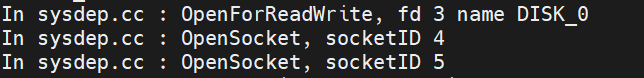 In sysdep.cc : OpenForReadWrite, fd 3 name DISK_0
In sysdep.cc : OpenSocket, socketID 4
In sysdep.cc : OpenSocket, socketID 5